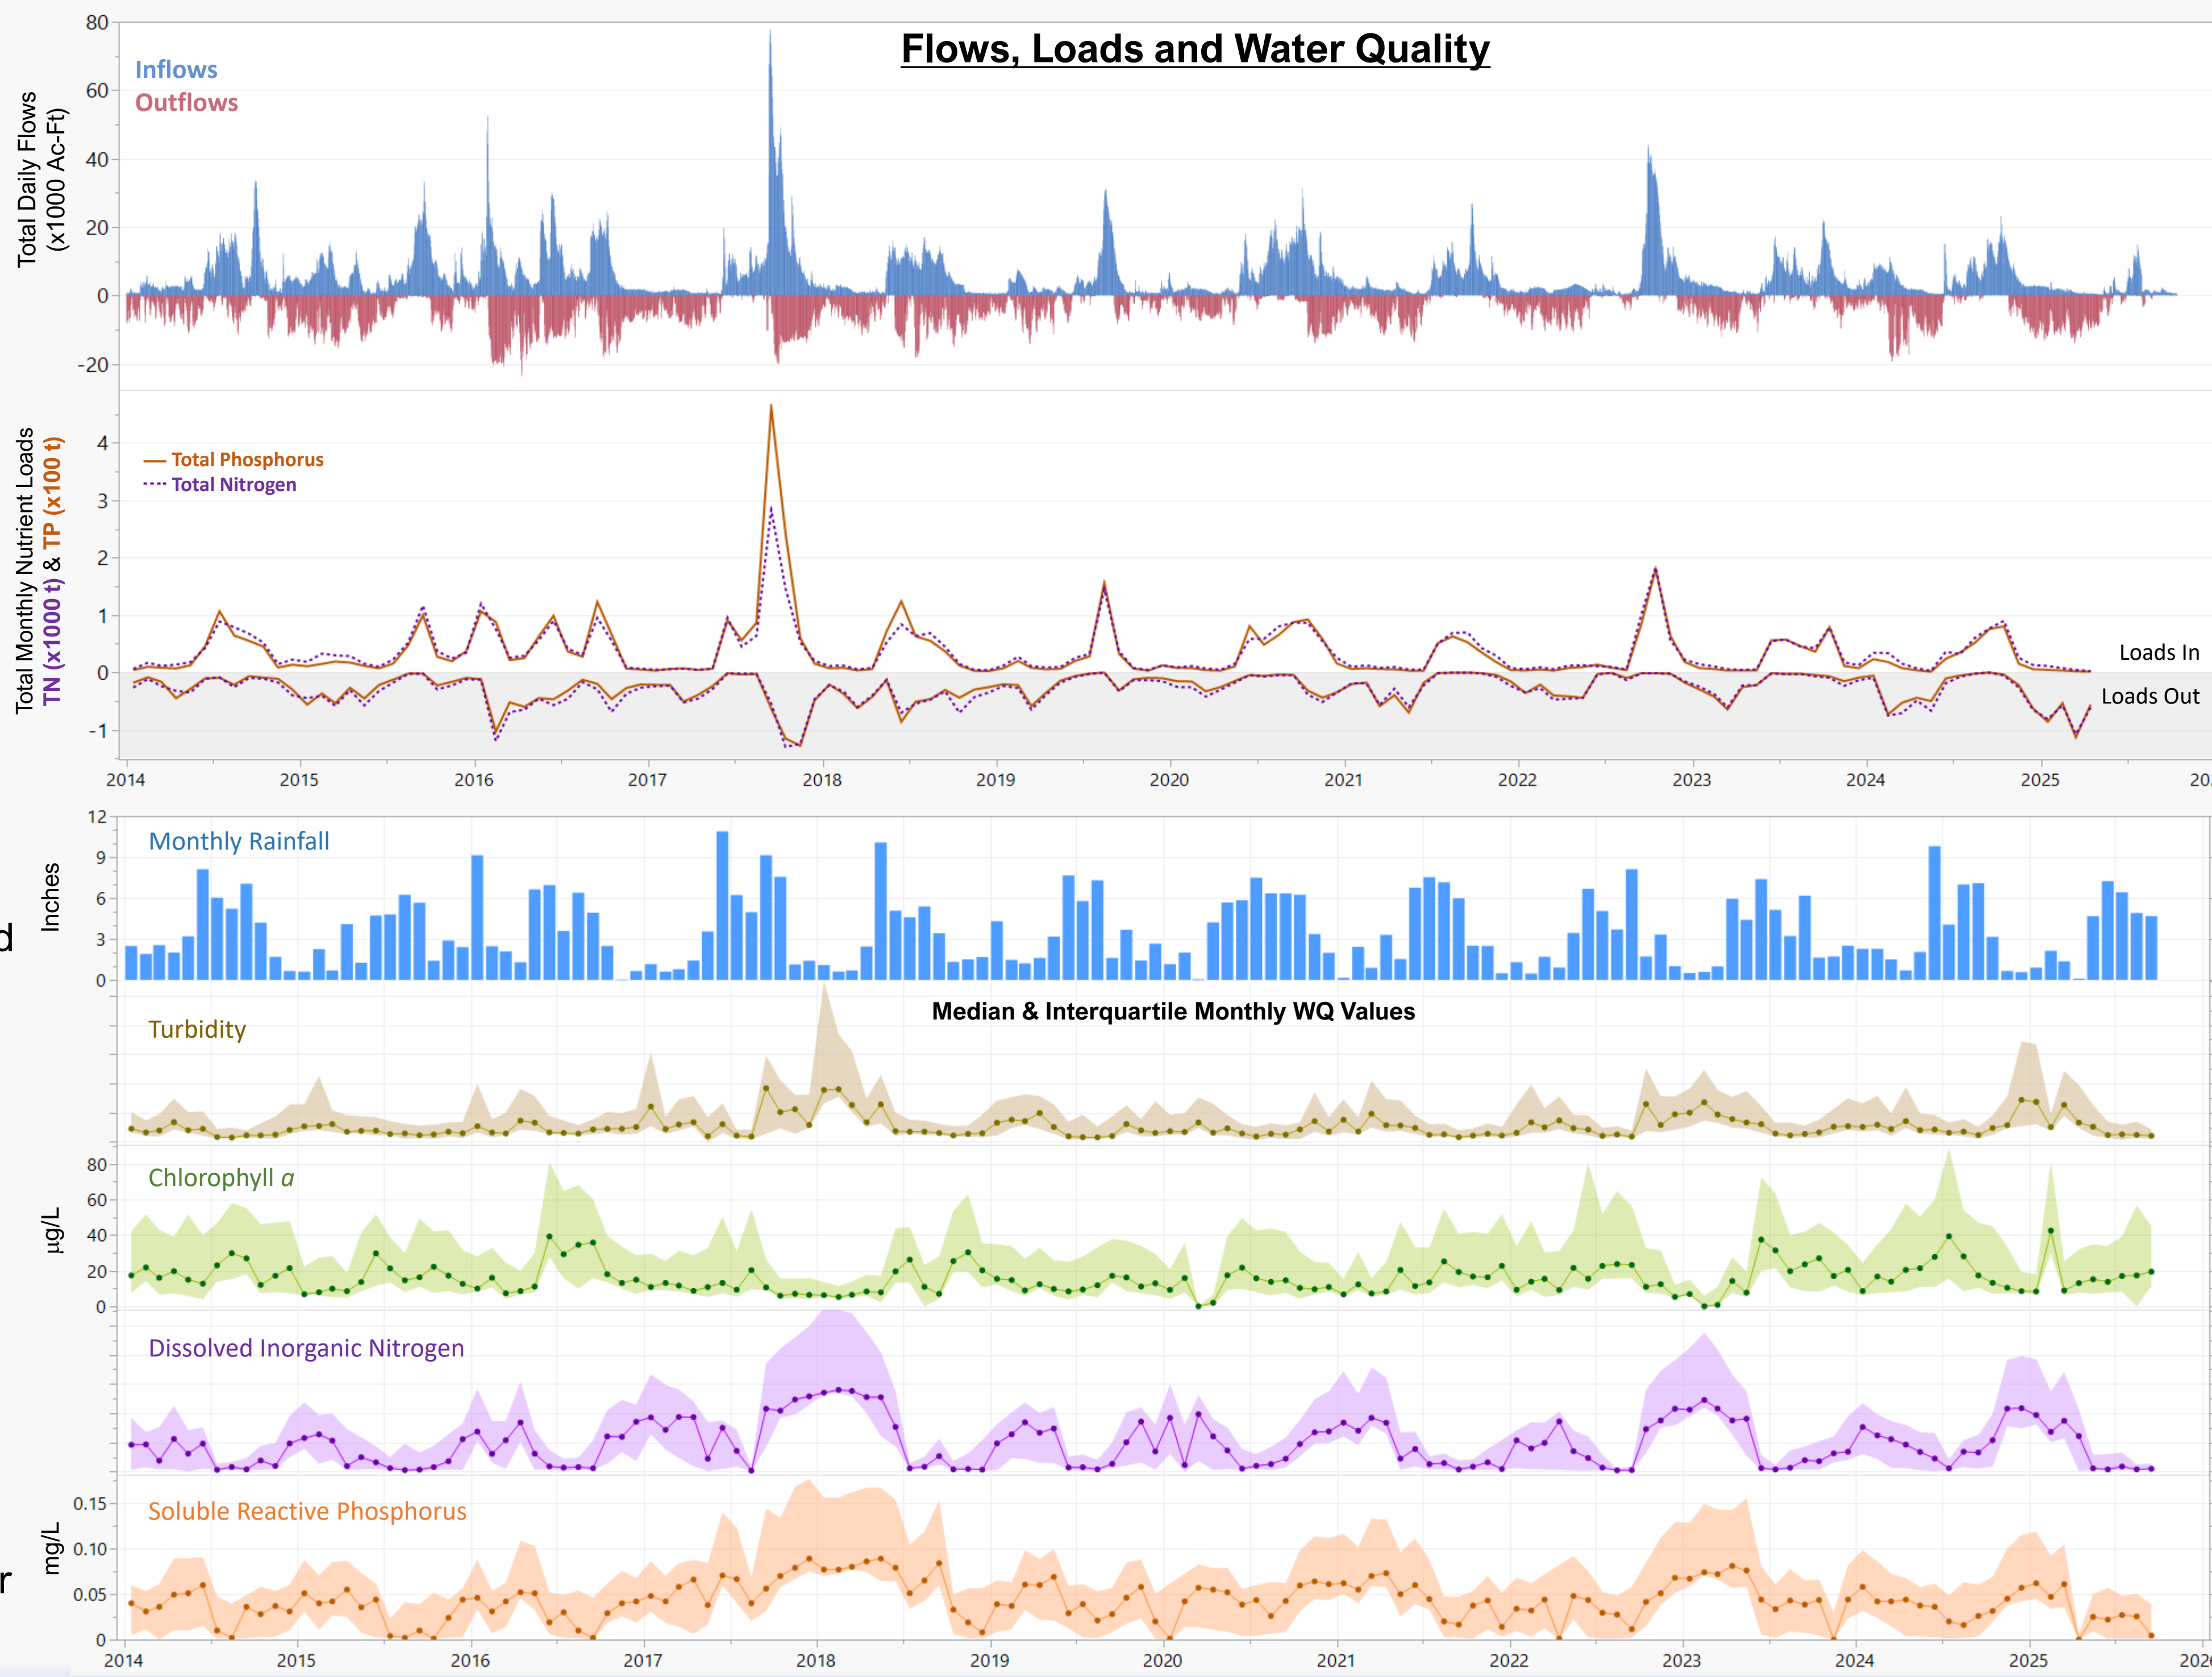 Flows, Loads and Water Quality
Total Daily Flows
(x1000 Ac-Ft)
80
60
40
20
0
-20
Inflows
Outflows
Total Monthly Nutrient Loads
TN (x1000 t) & TP (x100 t)
4
3
2
1
0
-1
Total Phosphorus
Total Nitrogen
Loads In
Loads Out
2014 2015 2016 2017 2018 2019 2020 2021 2022 2023 2024 2025 20
d
Inches
12
9
6
3
0
Monthly Rainfall
Median & Interquartile Monthly WQ Values
Turbidity
µg/L
80
60
40
20
0
Chlorophyll a
Dissolved Inorganic Nitrogen
r
mg/L
0.15
0.10
0.05
0
Soluble Reactive Phosphorus
2014 2015 2016 2017 2018 2019 2020 2021 2022 2023 2024 2025 202